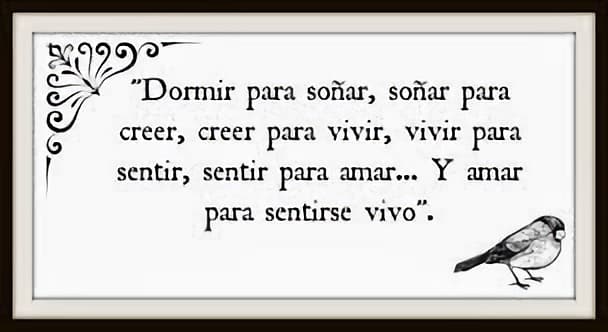 "Dormir para soñar, soñar para
creer, creer para vivir, vivir para
sentir, sentir para amar... Y amar
para sentirse vivo".